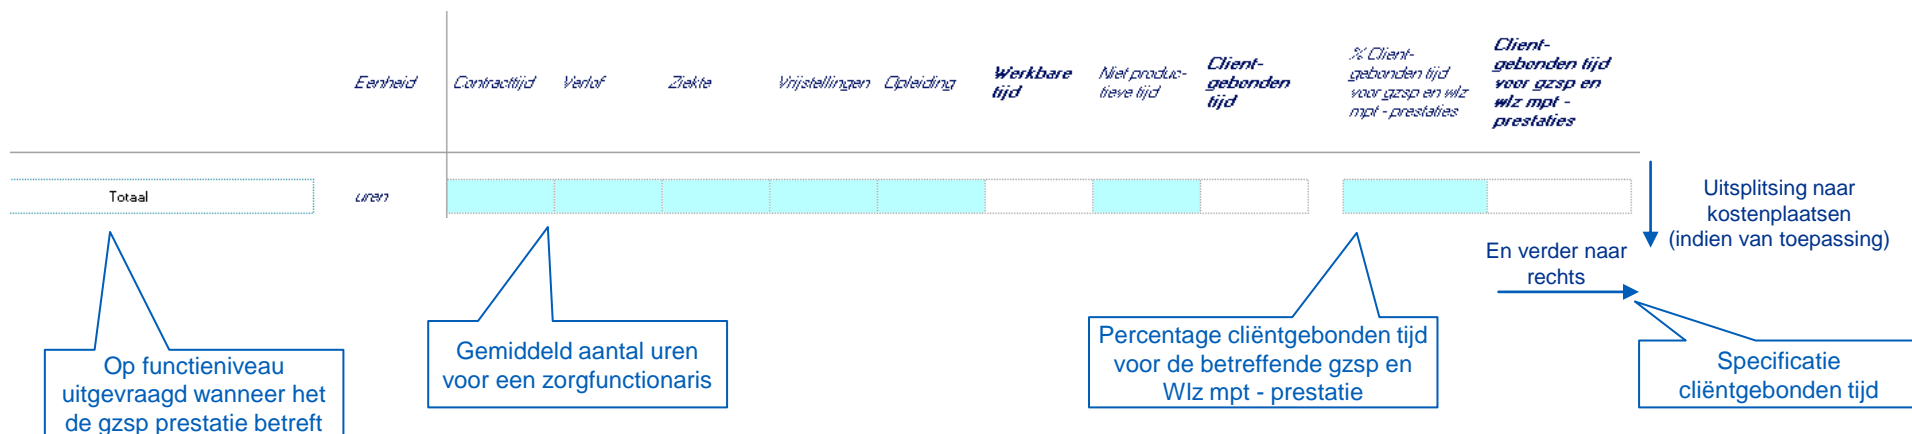 Eenheid
Contracttijd
Verlof
Ziekte
Vrijstellingen
Opleiding
Werkbare
tijd
Niet produc-
tieve tijd
Client-
gebonden
tijd
% Client-
gebonden tijd
voor gzsp en wlz
mpt - prestaties
Client-
gebonden tijd
voor gzsp en
wlz mpt -
prestaties
Totaal
uren
Uitsplitsing naar
kostenplaatsen
(indien van toepassing)
En verder naar
rechts
Op functieniveau
uitgevraagd wanneer het
de gzsp prestatie betreft
Gemiddeld aantal uren
voor een zorgfunctionaris
Percentage cliëntgebonden tijd
voor de betreffende gzsp en
Wlz mpt - prestatie
Specificatie
cliëntgebonden tijd